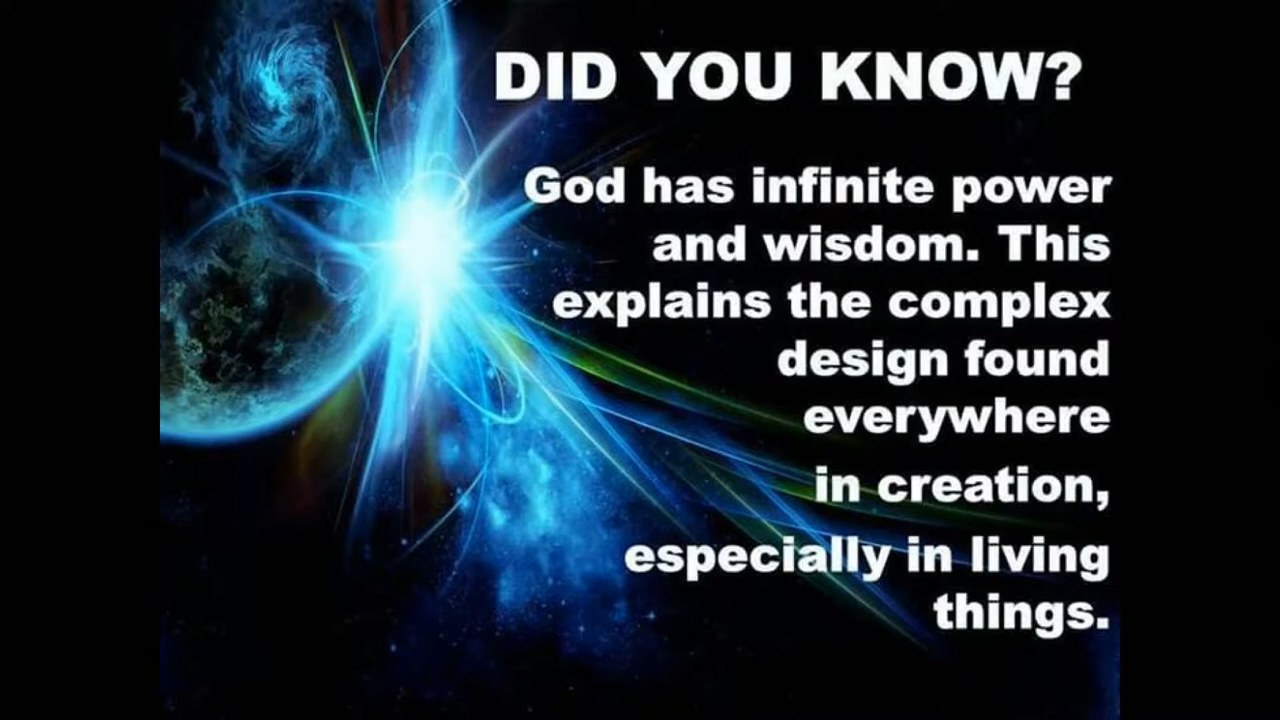 DID YOU KNOW?
God has infinite power
and wisdom. This
explains the complex
design found
everywhere
in creation,
especially in living
things.